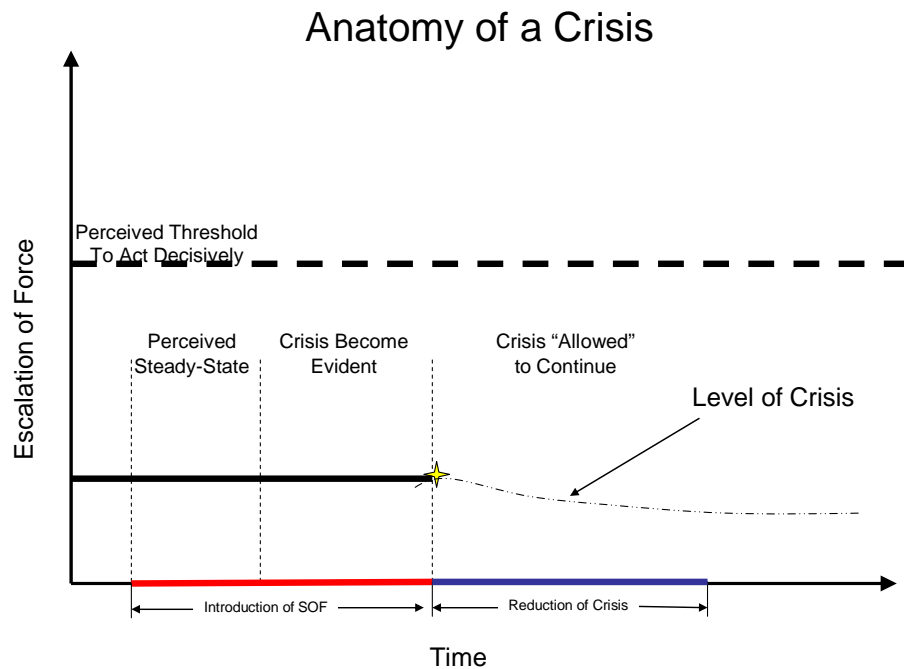 Anatomy of a Crisis
Escalation of Force
Perceived Threshold
To Act Decisively
Perceived
Steady-State
Crisis Become
Evident
Crisis “Allowed”
to Continue
Level of Crisis
Introduction of SOF
Reduction of Crisis
Time